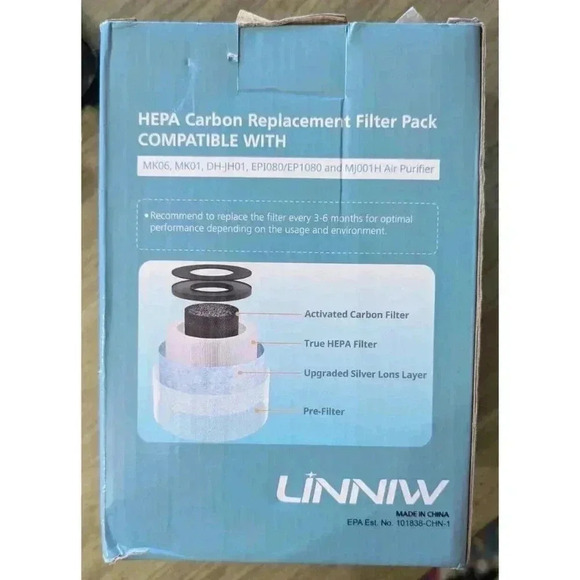 HEPA Carbon Replacement Filter Pack
COMPATIBLE WITH
MK06, MK01, DH-JH01, EPI080/EP1080 and MJ001H Air Purifier
•Recommend to replace the filter every 3-6 months for optimal
performance depending on the usage and environment.
Activated Carbon Filter
True HEPA Filter
Upgraded Silver Lons Layer
Pre-Filter
LINNIW
MADE IN CHINA
EPA Est. No. 101838-CHN-1